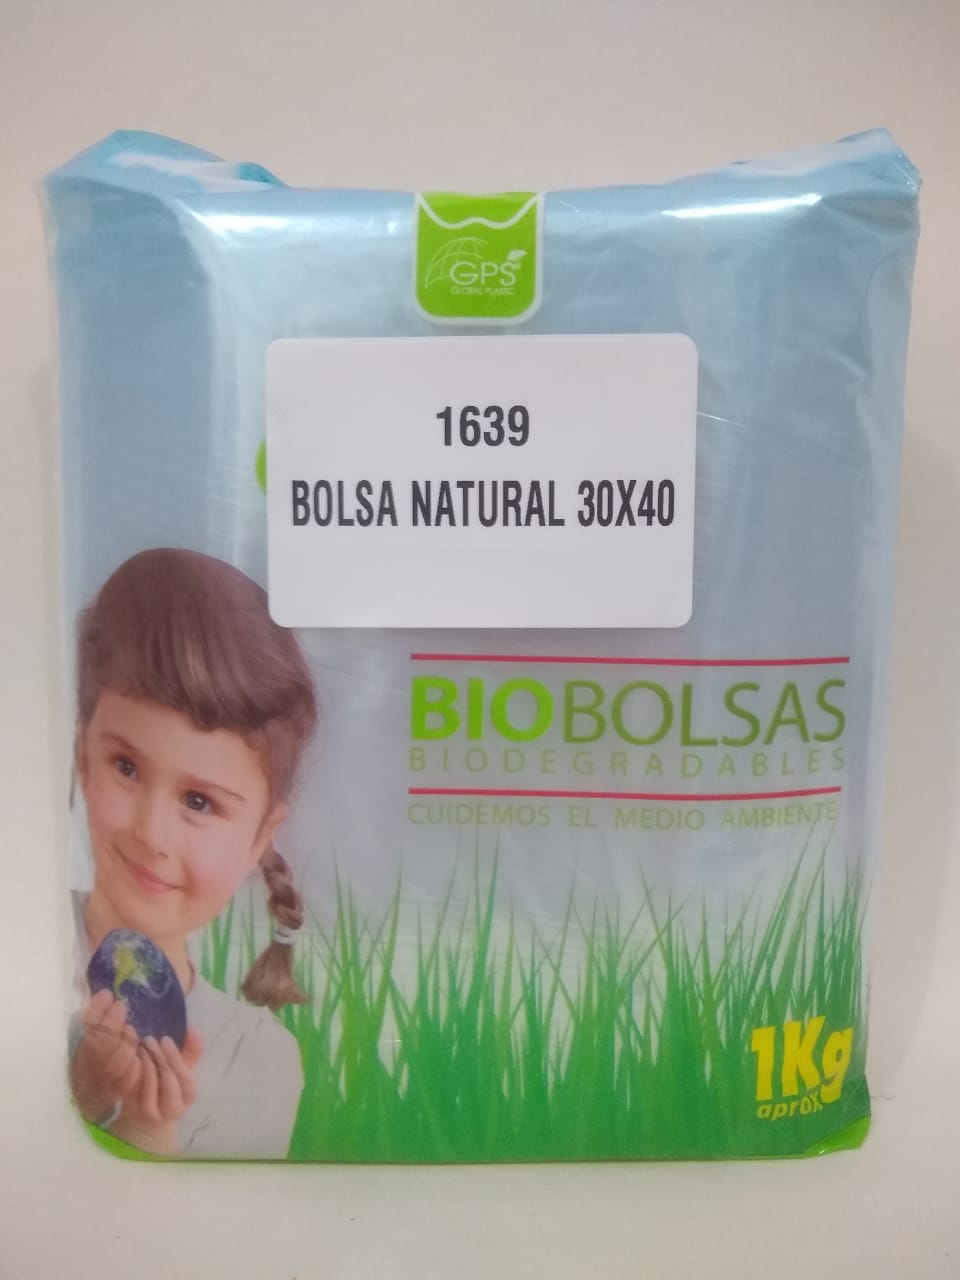 GPS
GLOBAL PLASTIC
1639
BOLSA NATURAL 30X40
BIOBOLSAS
BIODEGRADABLES
CUIDEMOS EL MEDIO AMBIENTE
1Kg
aprox